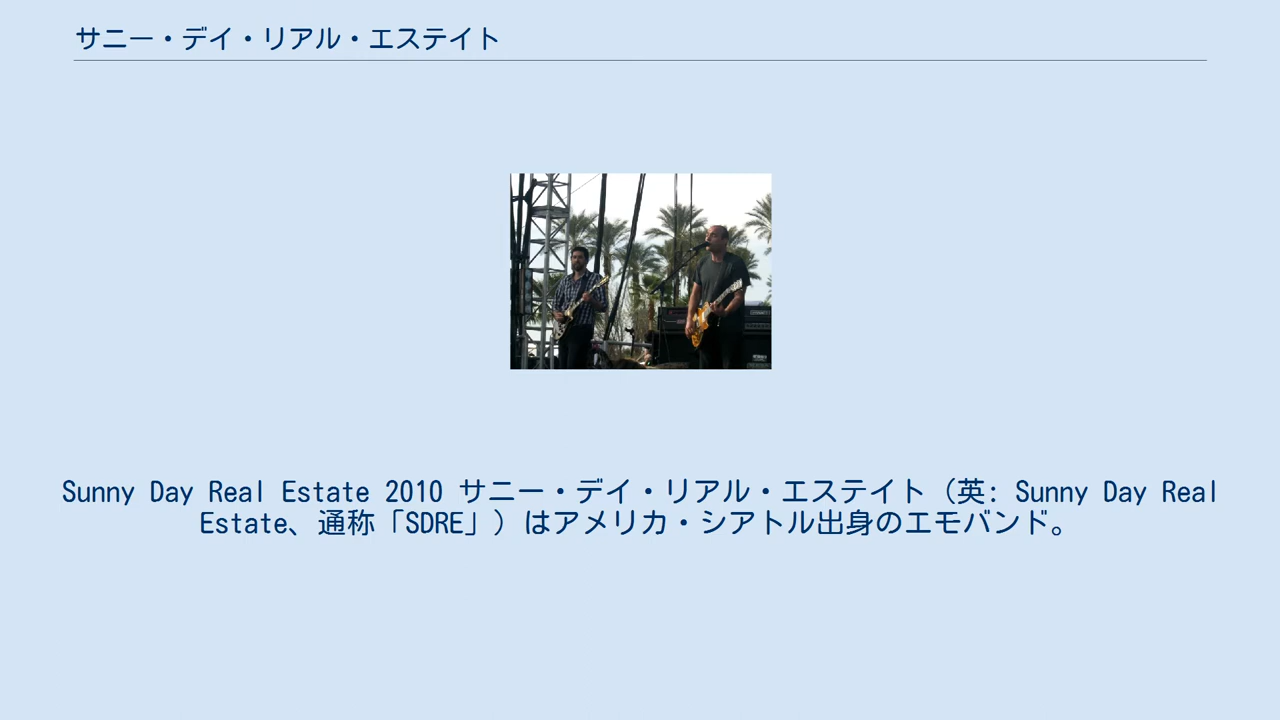 サニー・デイ・リアル・エステイト
Sunny Day Real Estate 2010 サニー・デイ・リアル・エステイト（英: Sunny Day Real
Estate、通称「SDRE」）はアメリカ・シアトル出身のエモバンド。